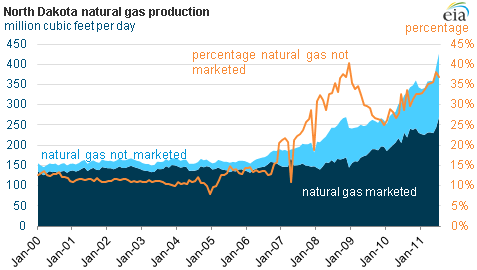 North Dakota natural gas production
million cubic feet per day
eia
percentage
450
400
350
300
250
200
150
100
50
0
45%
40%
35%
30%
25%
20%
15%
10%
5%
0%
percentage natural gas not
marketed
natural gas not marketed
natural gas marketed
Jan-00
Jan-01
Jan-02
Jan-03
Jan-04
Jan-05
Jan-06
Jan-07
Jan-08
Jan-09
Jan-10
Jan-11